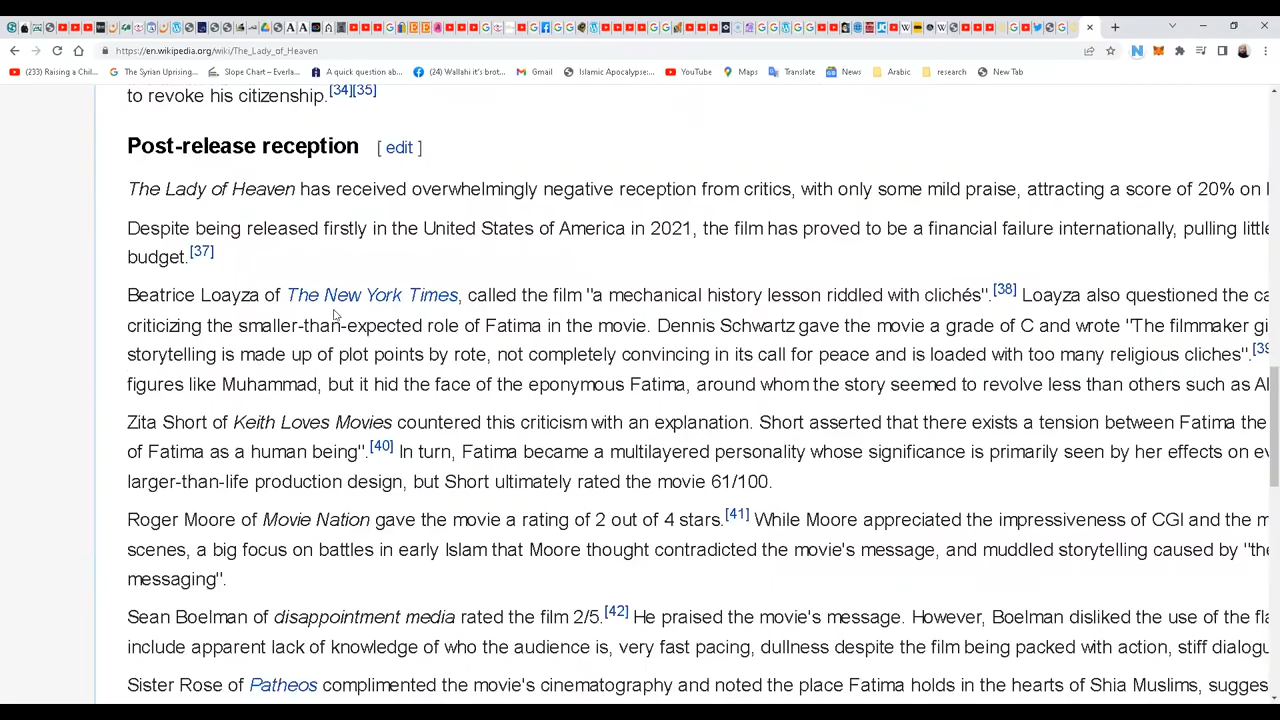 https://en.wikipedia.org/wiki/The_Lady_of_Heaven
(233) Raising a Chil... The Syrian Uprising... Slope Chart – Everla... A quick question ab... (24) Wallahi it's brot... Gmail Islamic Apocalypse:... YouTube Maps Translate News Arabic research New Tab
to revoke his citizenship.[34][35]
Post-release reception [ edit ]
The Lady of Heaven has received overwhelmingly negative reception from critics, with only some mild praise, attracting a score of 20% on
Despite being released firstly in the United States of America in 2021, the film has proved to be a financial failure internationally, pulling little
budget.[37]
Beatrice Loayza of The New York Times, called the film "a mechanical history lesson riddled with clichés".[38] Loayza also questioned the ca
criticizing the smaller-than-expected role of Fatima in the movie. Dennis Schwartz gave the movie a grade of C and wrote "The filmmaker gi
storytelling is made up of plot points by rote, not completely convincing in its call for peace and is loaded with too many religious cliches".[39
figures like Muhammad, but it hid the face of the eponymous Fatima, around whom the story seemed to revolve less than others such as Al
Zita Short of Keith Loves Movies countered this criticism with an explanation. Short asserted that there exists a tension between Fatima the
of Fatima as a human being".[40] In turn, Fatima became a multilayered personality whose significance is primarily seen by her effects on ev
larger-than-life production design, but Short ultimately rated the movie 61/100.
Roger Moore of Movie Nation gave the movie a rating of 2 out of 4 stars.[41] While Moore appreciated the impressiveness of CGI and the m
scenes, a big focus on battles in early Islam that Moore thought contradicted the movie's message, and muddled storytelling caused by "the
messaging".
Sean Boelman of disappointment media rated the film 2/5.[42] He praised the movie's message. However, Boelman disliked the use of the fla
include apparent lack of knowledge of who the audience is, very fast pacing, dullness despite the film being packed with action, stiff dialogu
Sister Rose of Patheos complimented the movie's cinematography and noted the place Fatima holds in the hearts of Shia Muslims, sugges